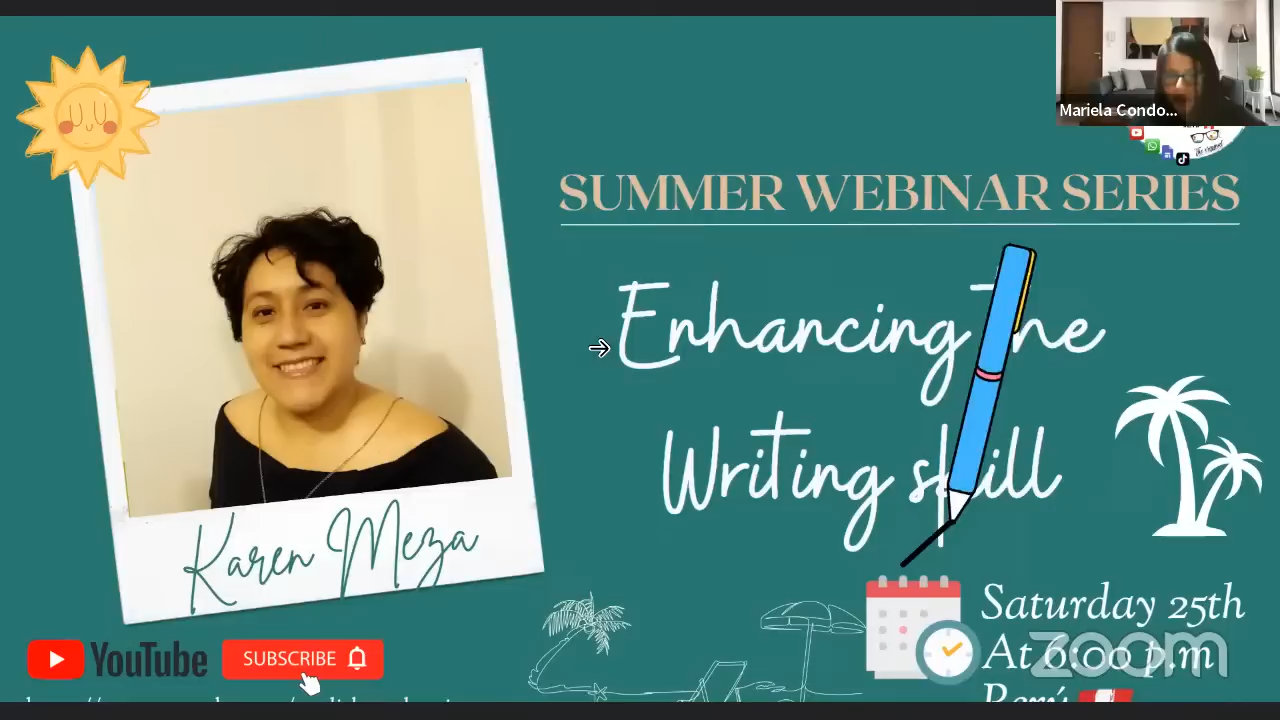 Mariela Condo...
SUMMER WEBINAR SERIES
Enhancing The
Writing skill
Karen Meza
Saturday 25th
At 6:00 p.m
Perú
zoom
YouTube
SUBSCRIBE